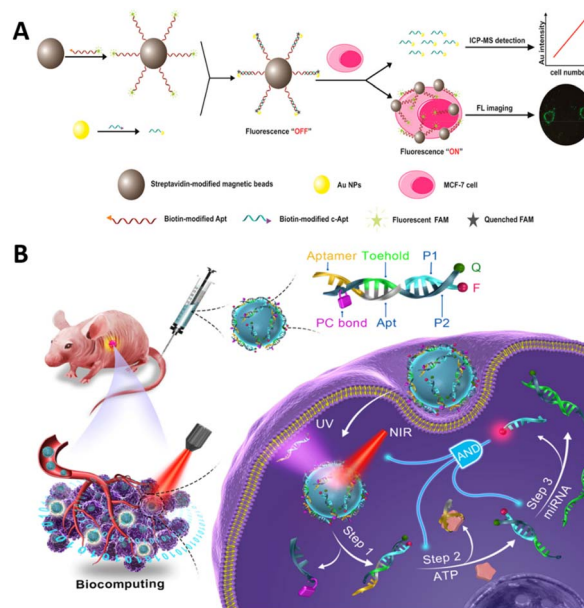 A
ICP-MS detection
Au intensity
cell number
Fluorescence "OFF"
FL imaging
Fluorescence "ON"
Streptavidin-modified magnetic beads
Au NPs
MCF-7 cell
Biotin-modified Apt
Biotin-modified c-Apt
Fluorescent FAM
Quenched FAM
B
Aptamer Toehold P1
Q
F
PC bond Apt P2
UV
NIR
AND
Step 1
Step 2
ATP
Step 3
miRNA
Biocomputing